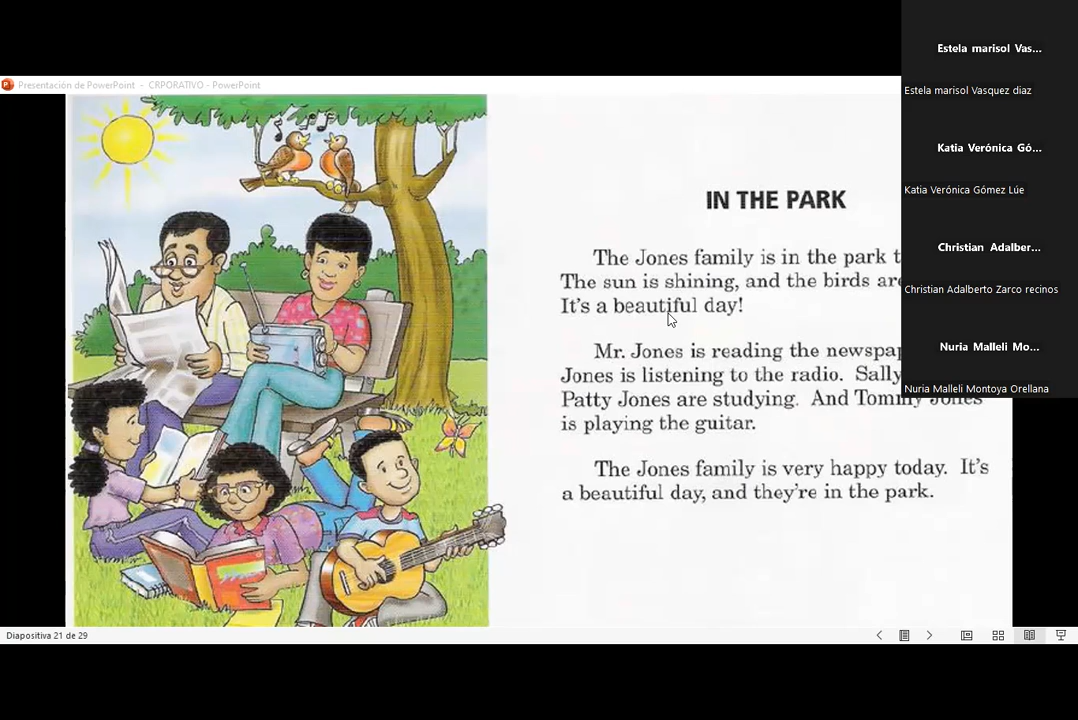 Presentación de PowerPoint - CRPORATIVO - PowerPoint
IN THE PARK
The Jones family is in the park
The sun is shining, and the birds are
It's a beautiful day!
Mr. Jones is reading the
Jones is listening to the radio. Sally
Patty Jones are studying. And Tommy Jones
is playing the guitar.
The Jones family is very happy today. It's
a beautiful day, and they're in the park.
Diapositiva 21 de 29
Estela marisol Vas...
Estela marisol Vasquez diaz
Katia Verónica Gó...
Katia Verónica Gómez Lúe
Christian Adalber...
Christian Adalberto Zarco recinos
Nuria Malleli Mo...
Nuria Malleli Montoya Orellana